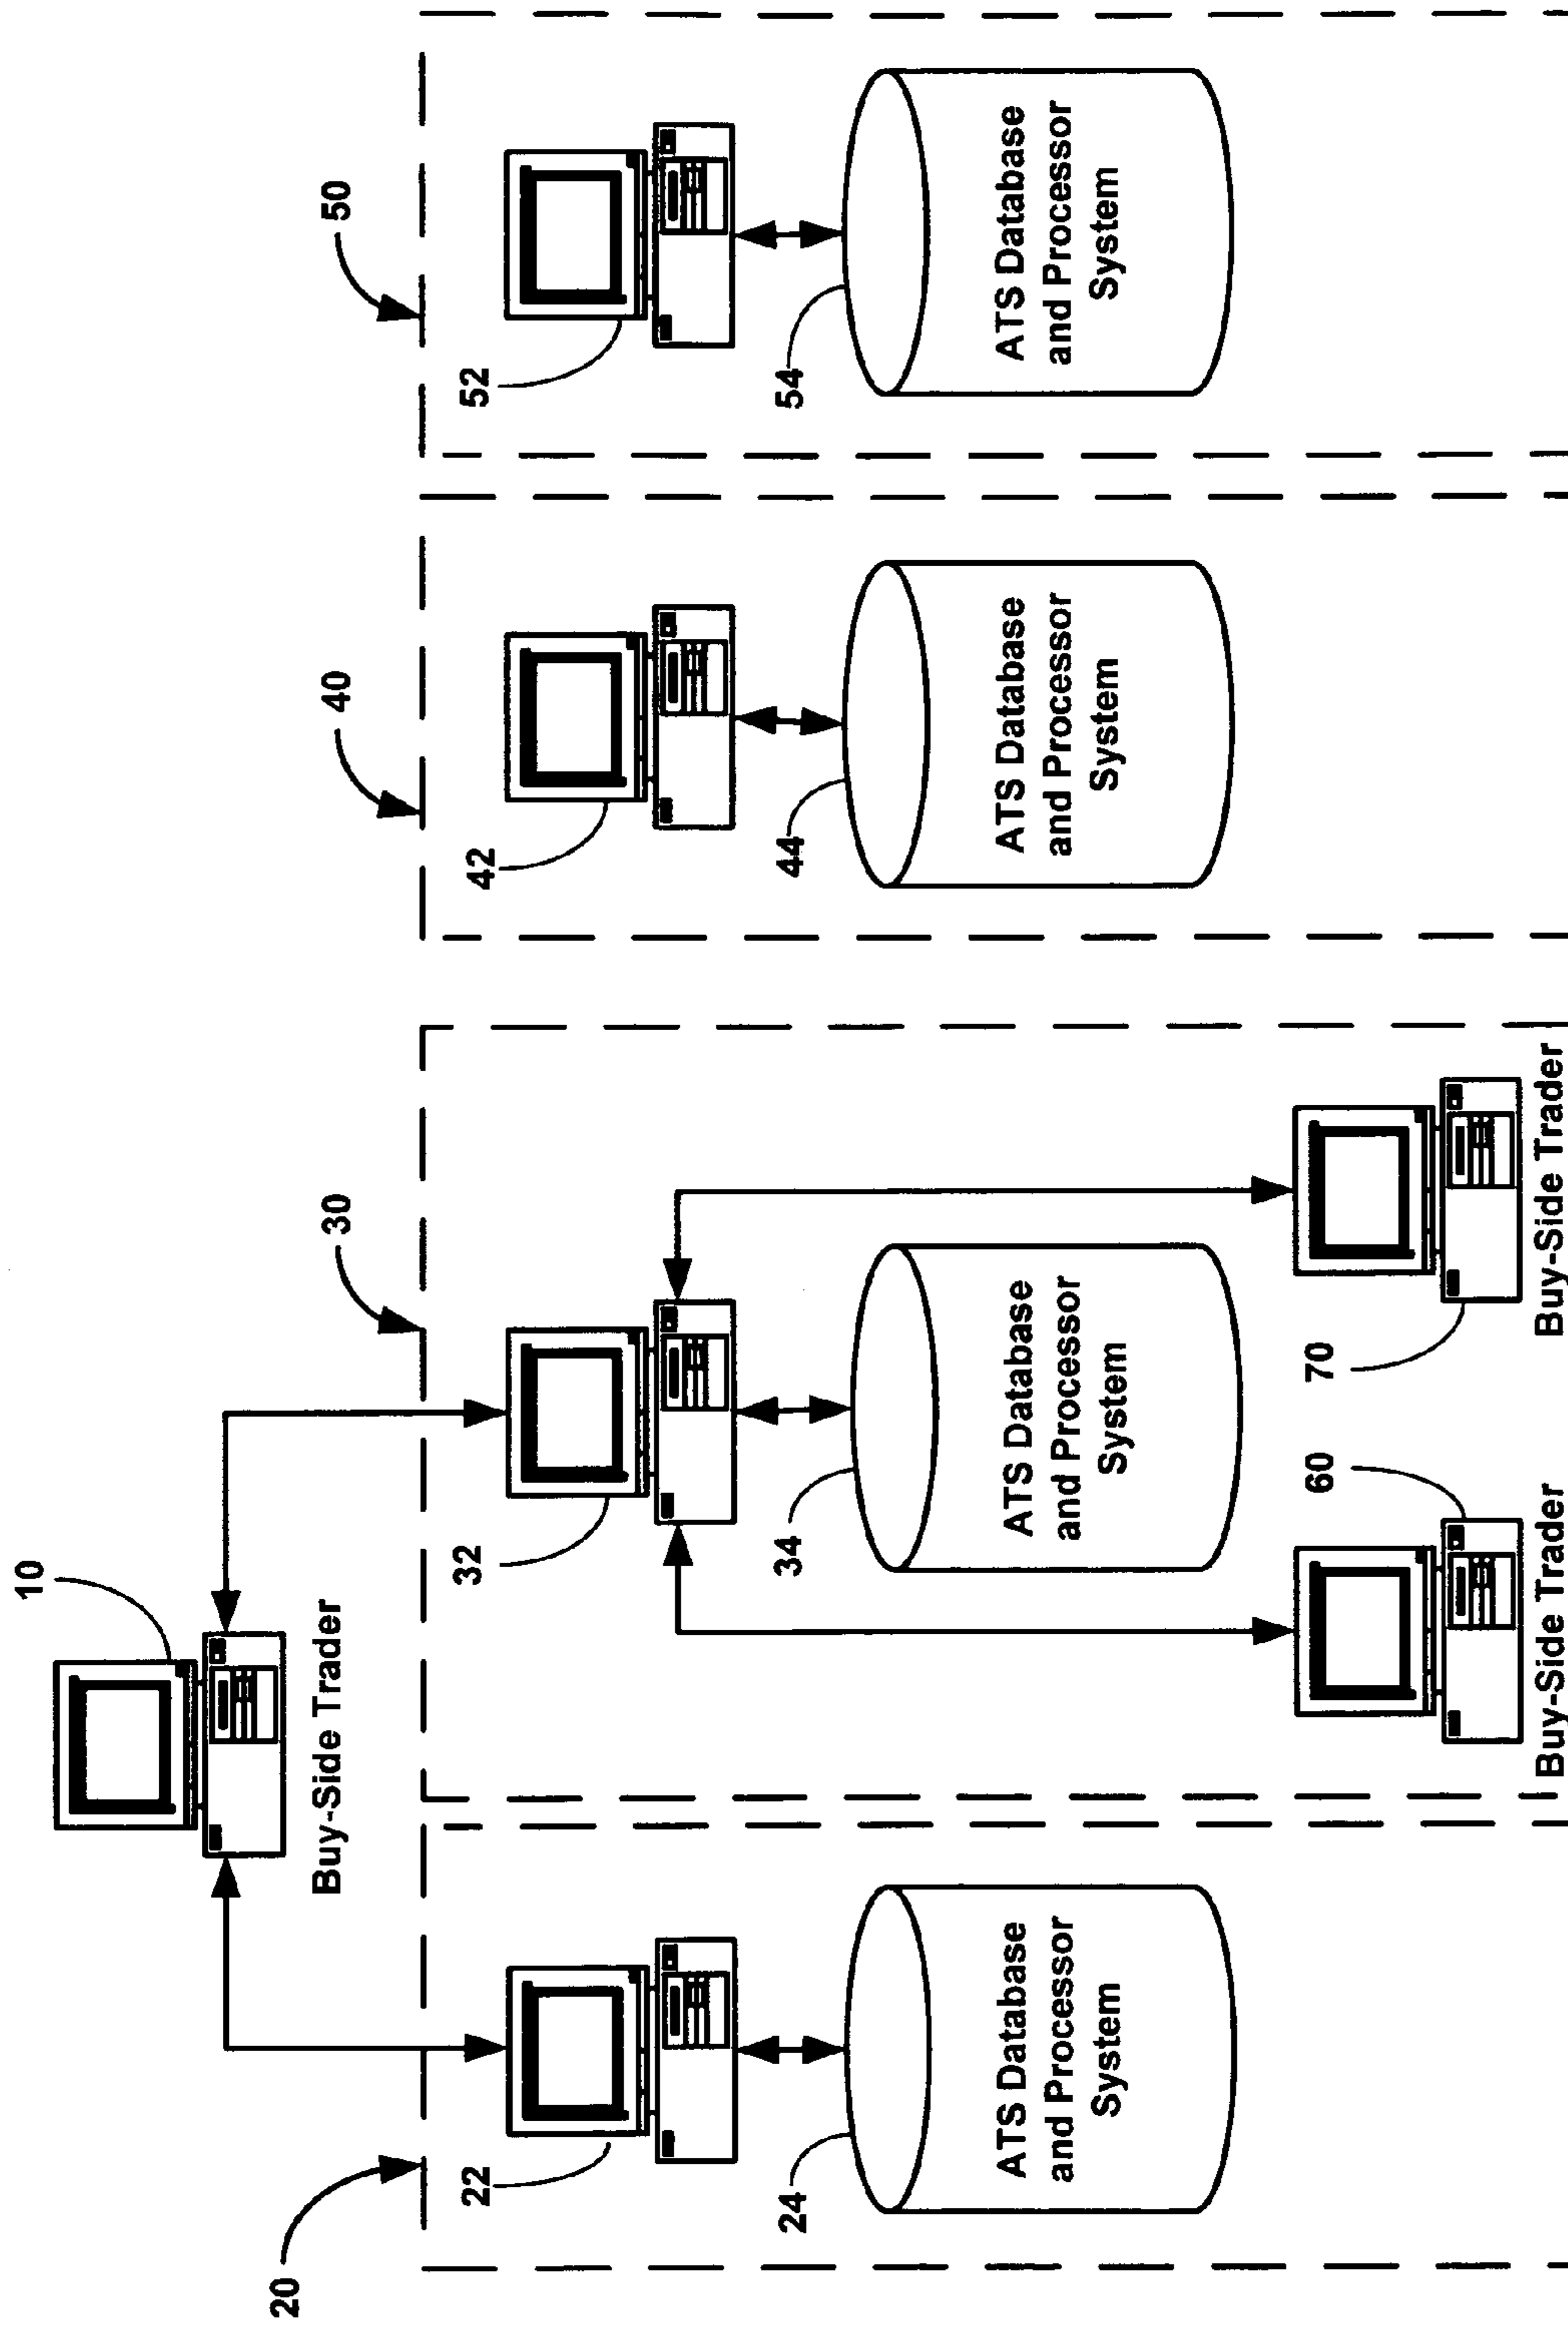 10
Buy-Side Trader
20
30
40
50
22
32
42
52
24
34
44
54
ATS Database
and Processor
System
ATS Database
and Processor
System
ATS Database
and Processor
System
ATS Database
and Processor
System
60
70
Buy-Side Trader
Buy-Side Trader